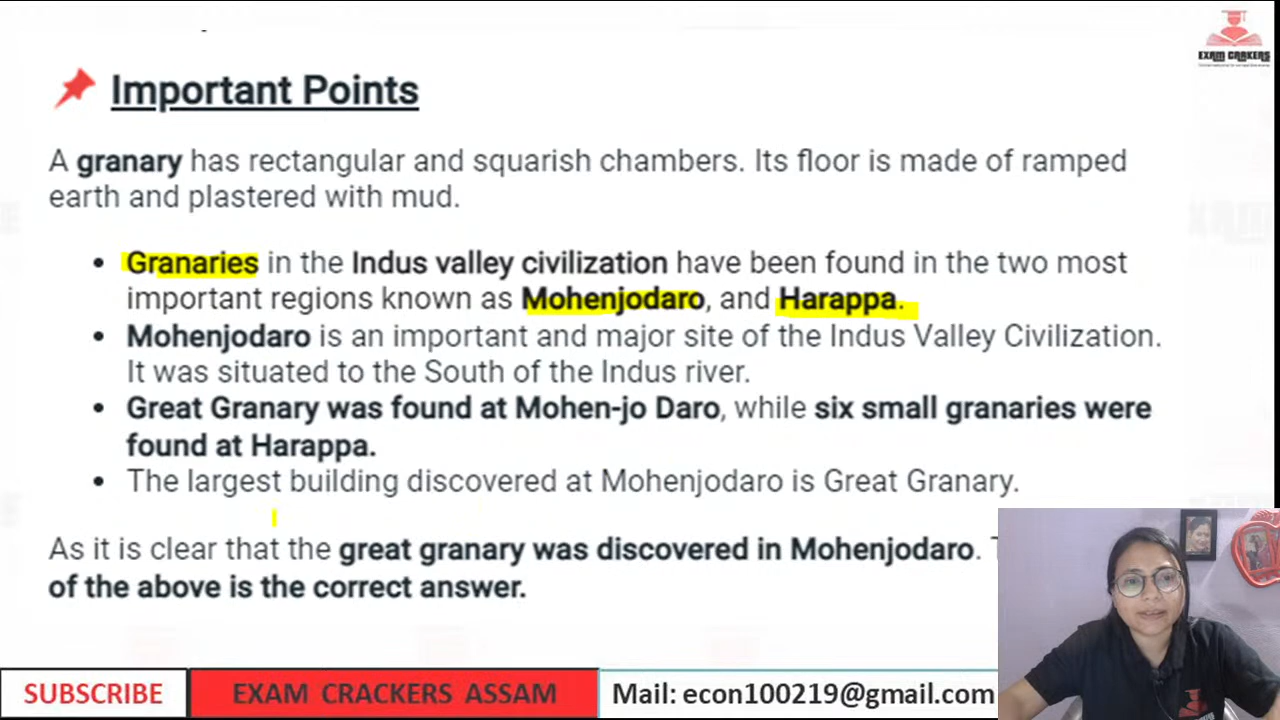 EXAM CRAKERS
Important Points
A granary has rectangular and squarish chambers. Its floor is made of ramped
earth and plastered with mud.
• Granaries in the Indus valley civilization have been found in the two most
important regions known as Mohenjodaro, and Harappa.
• Mohenjodaro is an important and major site of the Indus Valley Civilization.
It was situated to the South of the Indus river.
• Great Granary was found at Mohen-jo Daro, while six small granaries were
found at Harappa.
• The largest building discovered at Mohenjodaro is Great Granary.
As it is clear that the great granary was discovered in Mohenjodaro.
of the above is the correct answer.
SUBSCRIBE EXAM CRACKERS ASSAM Mail: econ100219@gmail.com